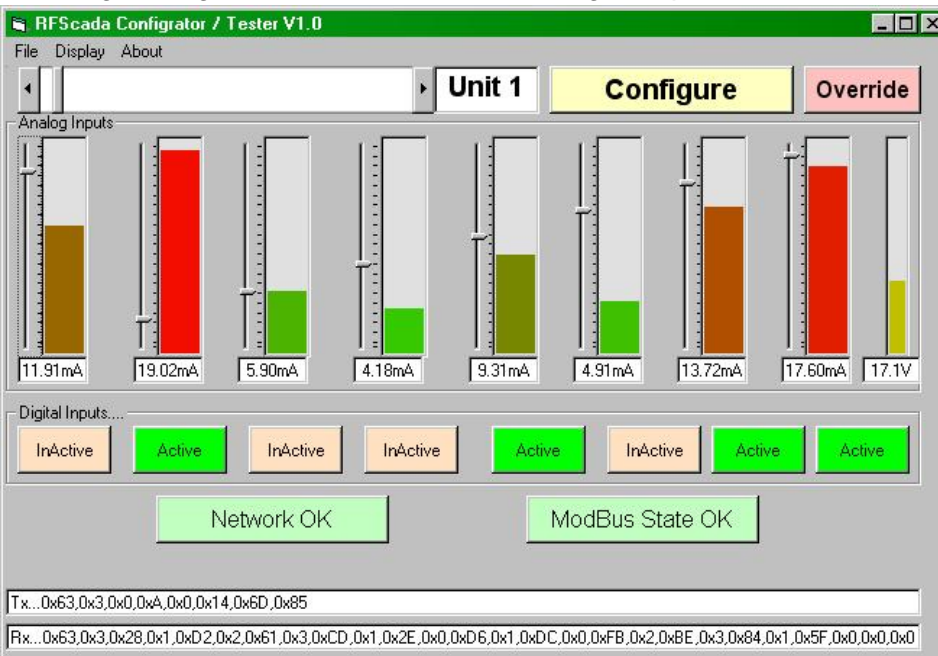 RFScada Configrator / Tester V1.0
File Display About
Unit 1 Configure Override
Analog Inputs
11.91mA 19.02mA 5.90mA 4.18mA 9.31mA 4.91mA 13.72mA 17.60mA 17.1V
Digital Inputs....
InActive Active InActive InActive Active InActive Active Active
Network OK ModBus State OK
Tx...0x63,0x3,0x0,0xA,0x0,0x14,0x6D,0x85
Rx...0x63,0x3,0x28,0x1,0xD2,0x2,0x61,0x3,0xCD,0x1,0x2E,0x0,0xD6,0x1,0xDC,0x0,0xFB,0x2,0xBE,0x3,0x84,0x1,0x5F,0x0,0x0,0x0